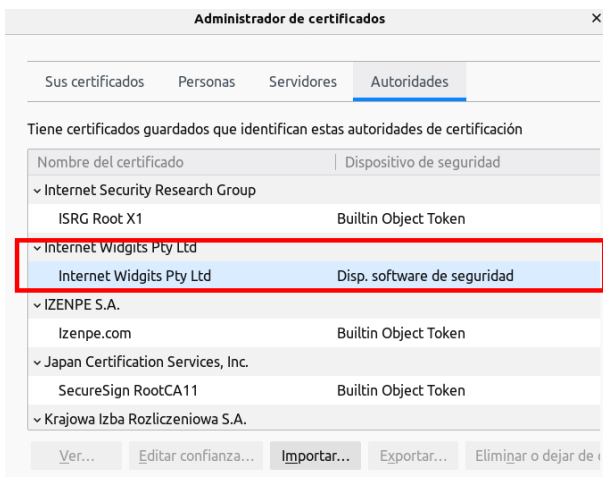 Administrador de certificados ×
Sus certificados Personas Servidores Autoridades
Tiene certificados guardados que identifican estas autoridades de certificación
Nombre del certificado Dispositivo de seguridad
Internet Security Research Group
ISRG Root X1 Builtin Object Token
Internet Widgits Pty Ltd
Internet Widgits Pty Ltd Disp. software de seguridad
IZENPE S.A.
Izenpe.com Builtin Object Token
Japan Certification Services, Inc.
SecureSign RootCA11 Builtin Object Token
Krajowa Izba Rozliczeniowa S.A.
Ver... Editar confianza... Importar... Exportar... Eliminar o dejar de